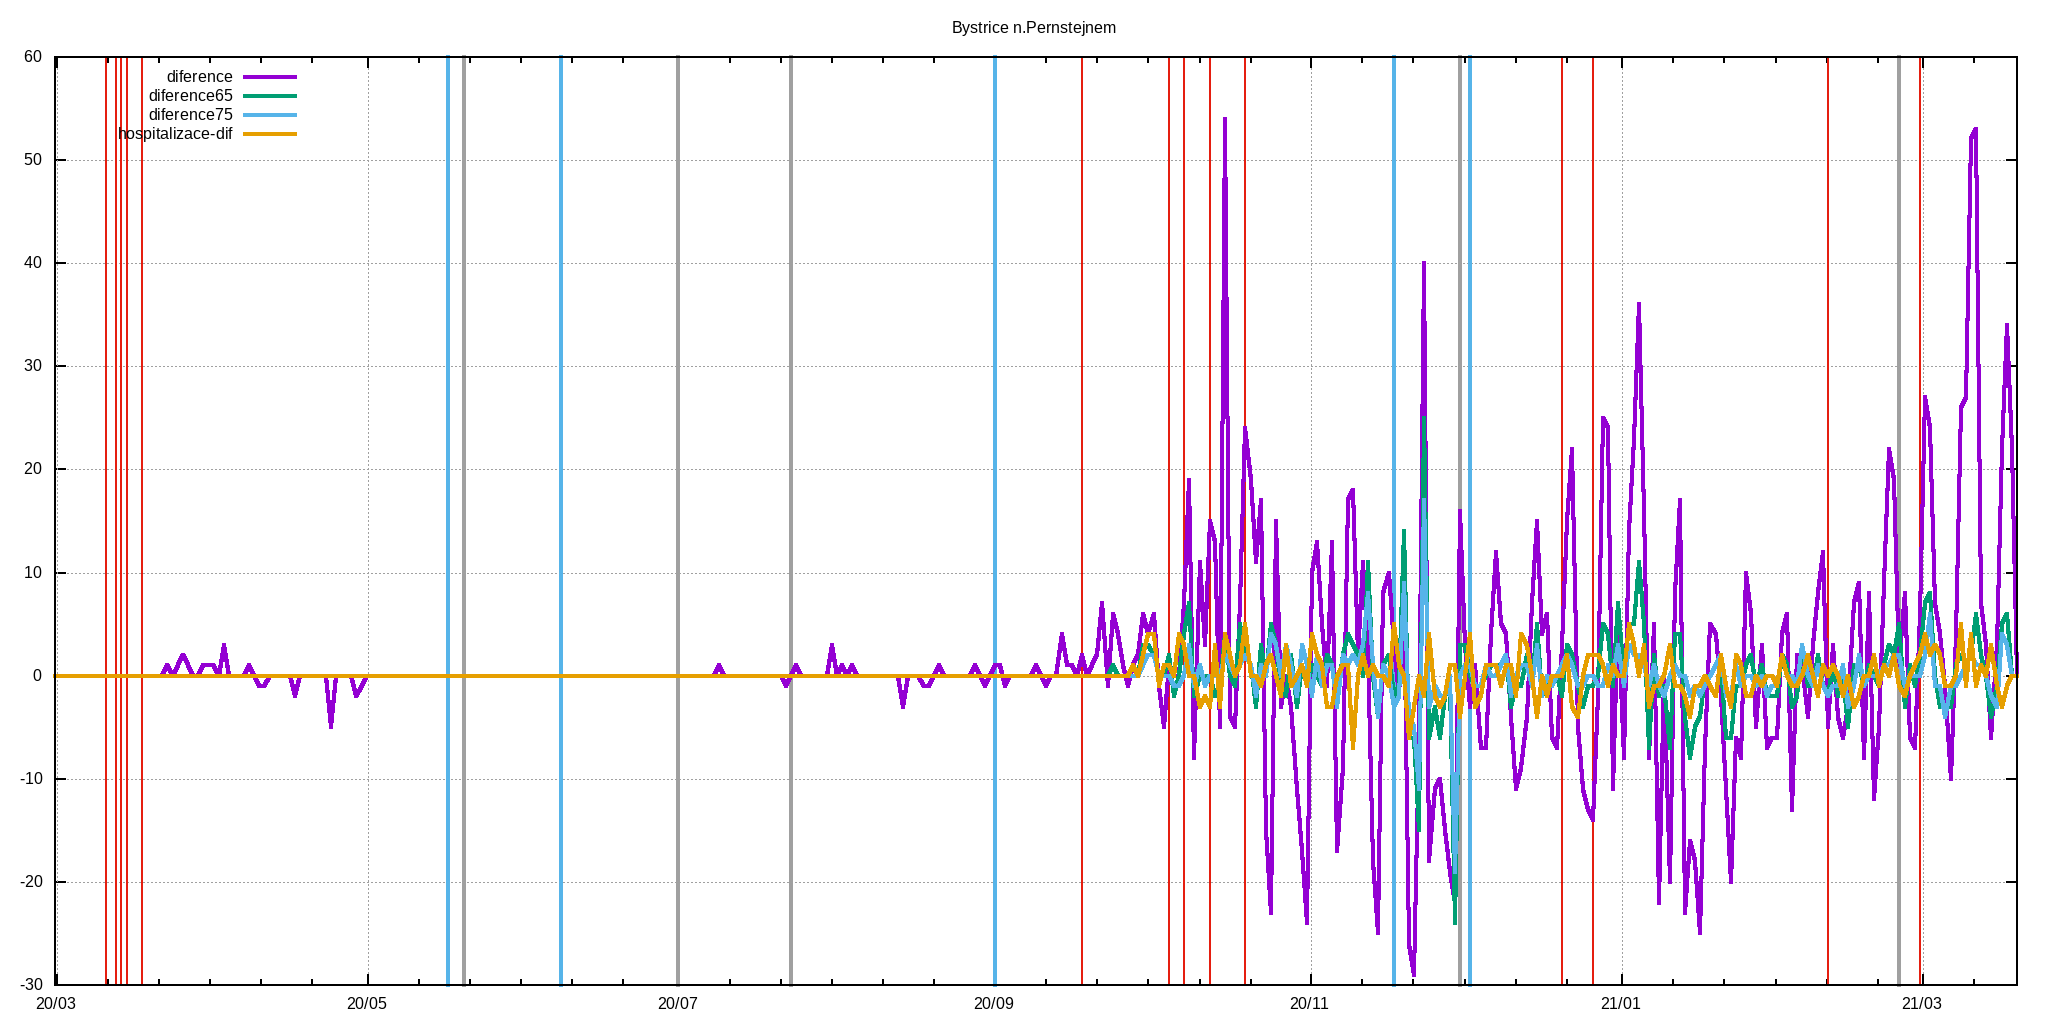 Bystrice n.Pernstejnem
60
50
40
30
20
10
0
-10
-20
-30
diference
diference65
diference75
hospitalizace-dif
20/03 20/05 20/07 20/09 20/11 21/01 21/03